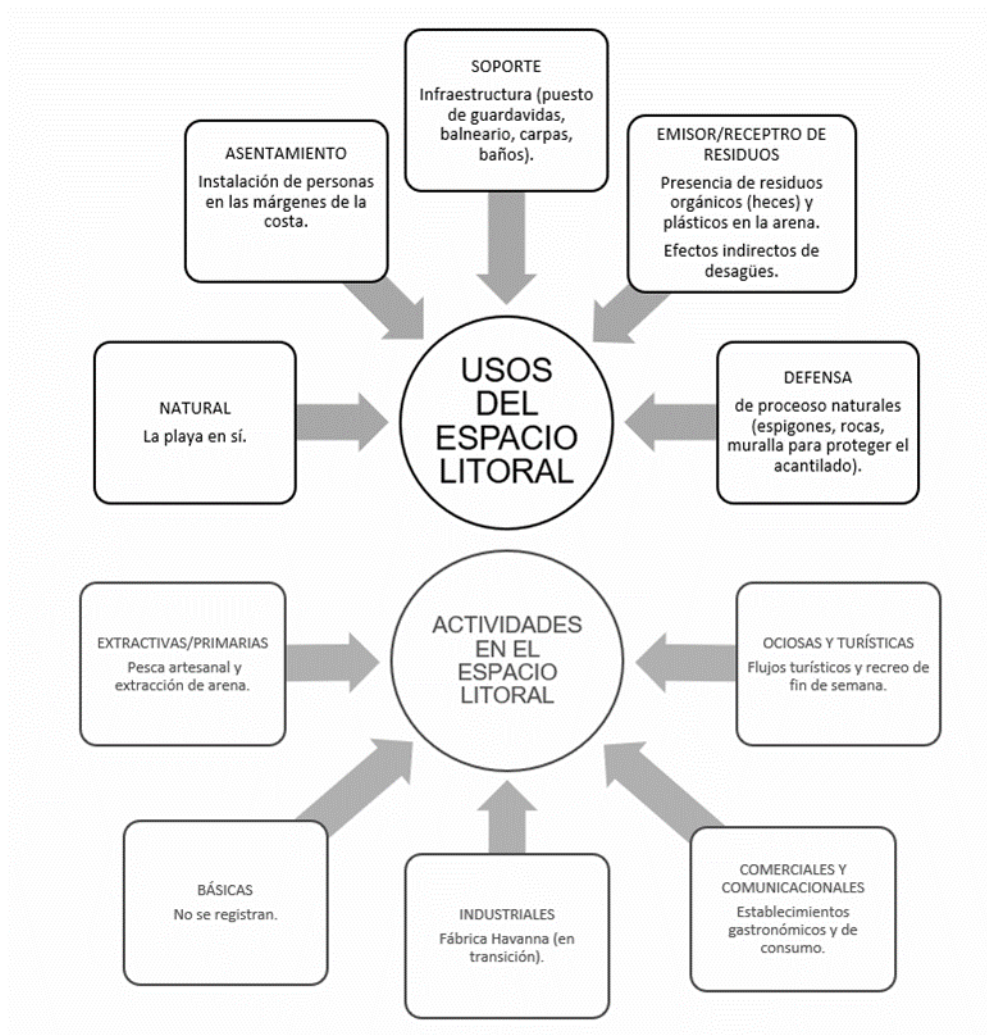 SOPORTE
Infraestructura (puesto
de guardavidas,
balneario, carpas,
baños).
ASENTAMIENTO
Instalación de personas
en las márgenes de la
costa.
EMISOR/RECEPTRO DE
RESIDUOS
Presencia de residuos
orgánicos (heces) y
plásticos en la arena.
Efectos indirectos de
desagües.
NATURAL
La playa en sí.
USOS
DEL
ESPACIO
LITORAL
DEFENSA
de proceoso naturales
(espigones, rocas,
muralla para proteger el
acantilado).
EXTRACTIVAS/PRIMARIAS
Pesca artesanal y
extracción de arena.
ACTIVIDADES
EN EL
ESPACIO
LITORAL
OCIOSAS Y TURÍSTICAS
Flujos turísticos y recreo de
fin de semana.
BÁSICAS
No se registran.
INDUSTRIALES
Fábrica Havanna (en
transición).
COMERCIALES Y
COMUNICACIONALES
Establecimientos
gastronómicos y de
consumo.